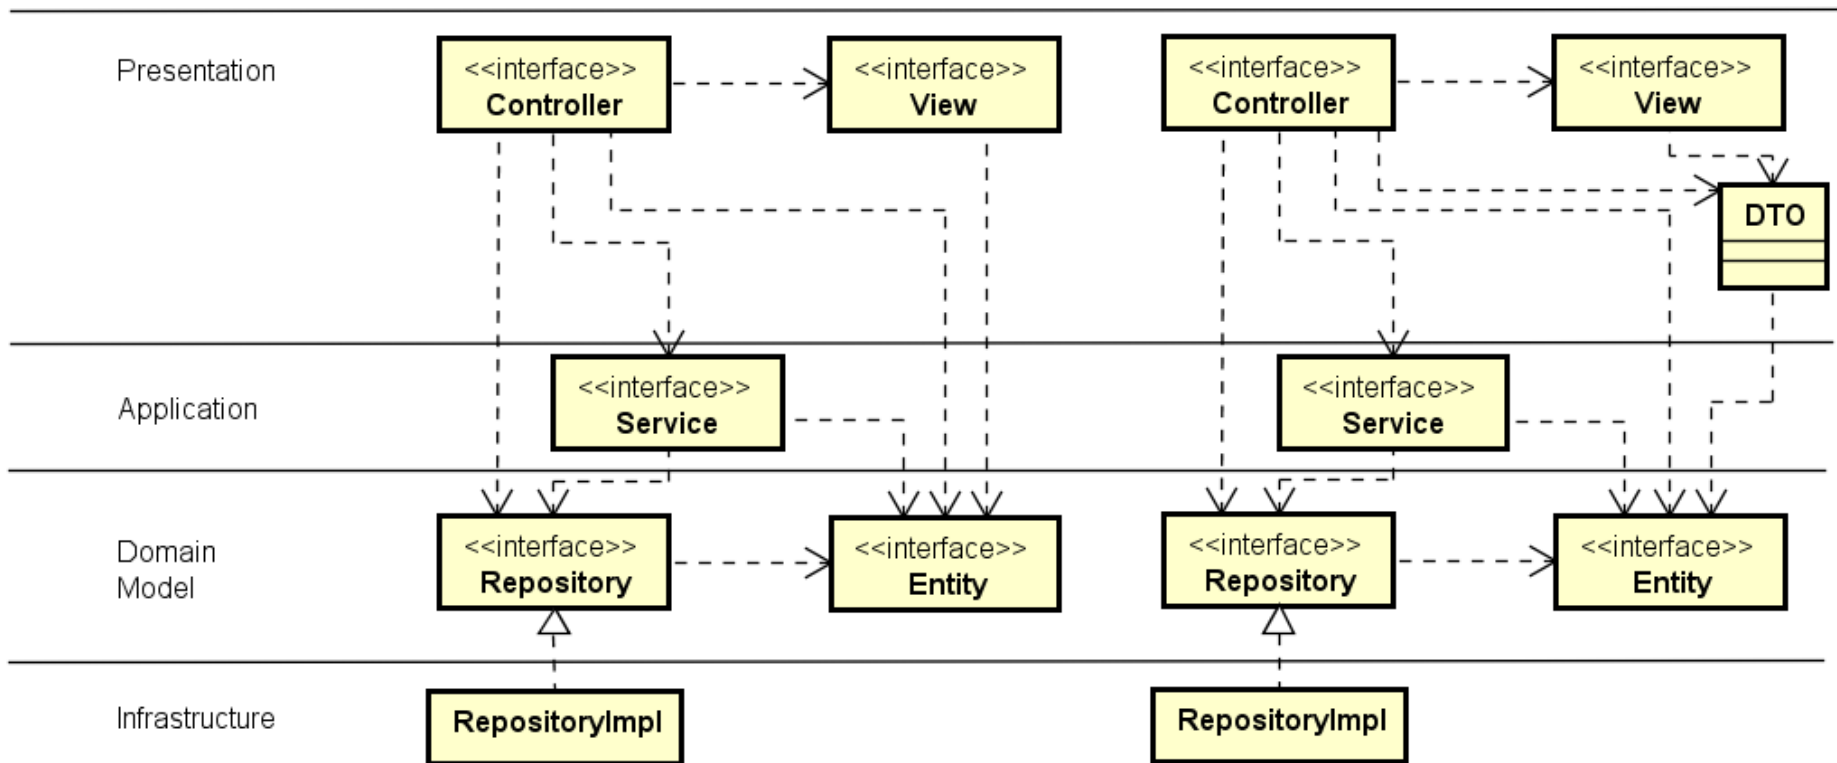 Presentation
<<interface>>
Controller
<<interface>>
View
<<interface>>
Controller
<<interface>>
View
DTO
Application
<<interface>>
Service
<<interface>>
Service
Domain
Model
<<interface>>
Repository
<<interface>>
Entity
<<interface>>
Repository
<<interface>>
Entity
Infrastructure
RepositoryImpl
RepositoryImpl